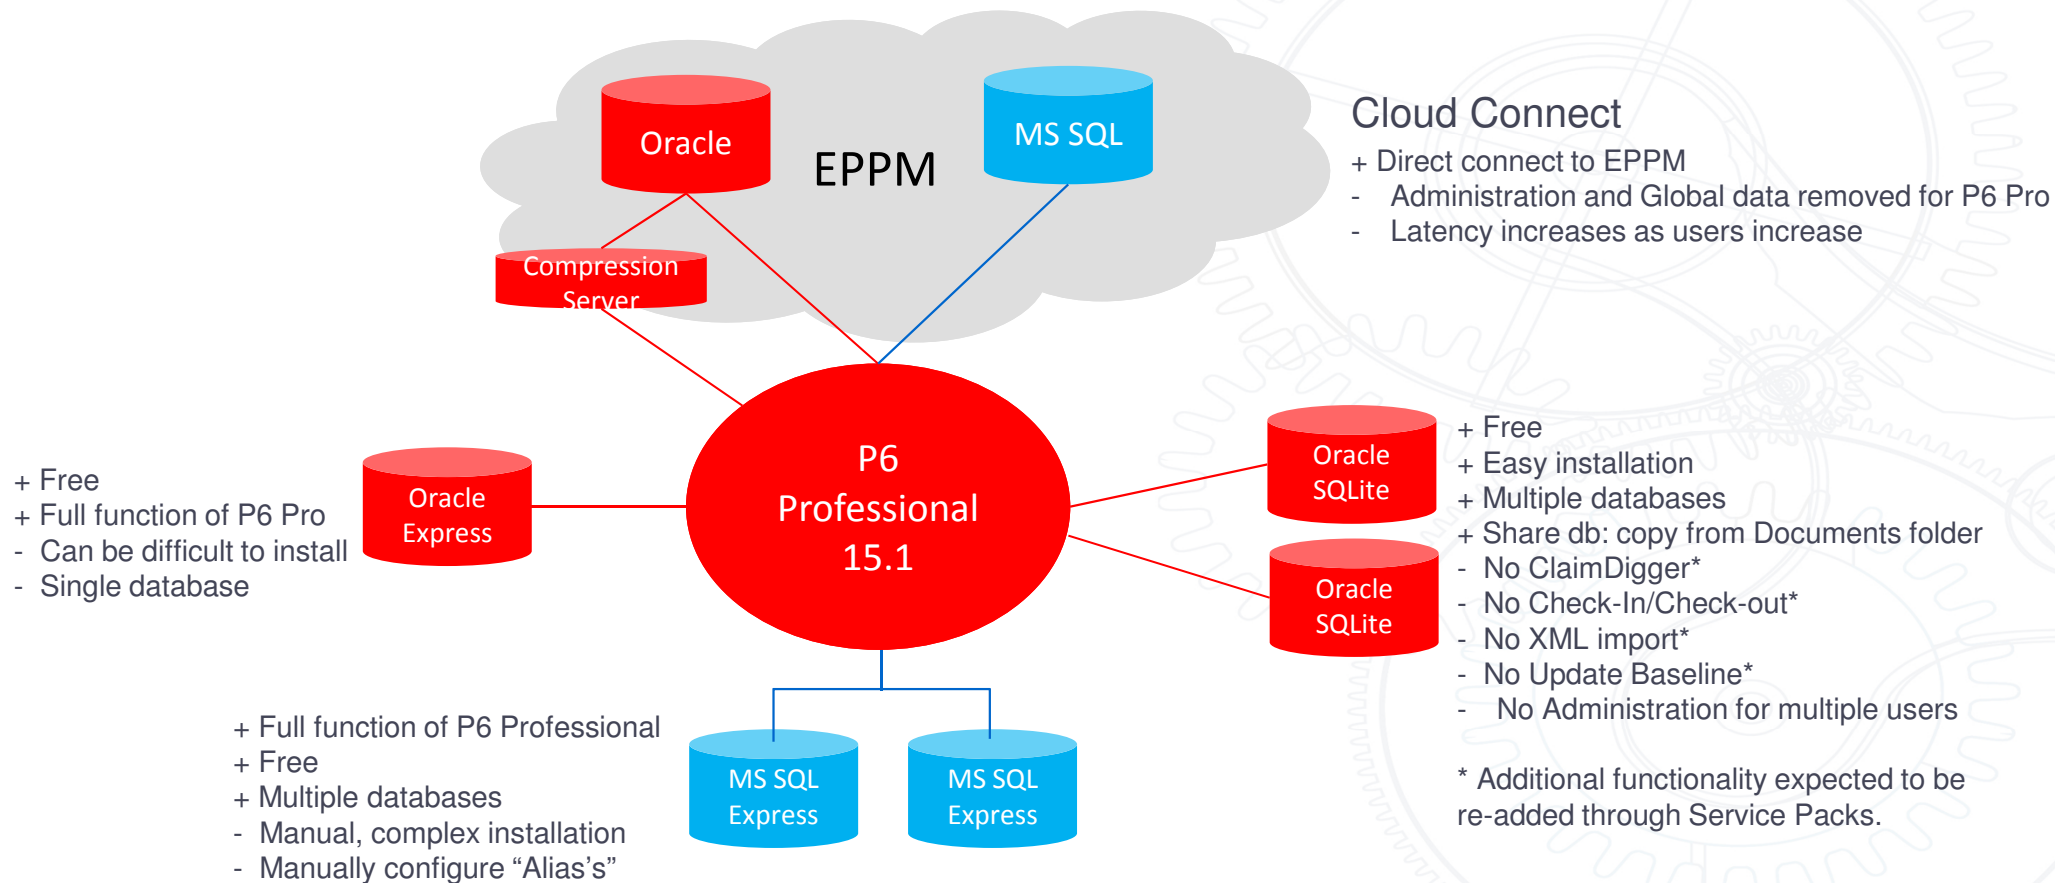 Oracle
EPPM
MS SQL
Compression
Server
Cloud Connect
+ Direct connect to EPPM
- Administration and Global data removed for P6 Pro
- Latency increases as users increase
P6
Professional
15.1
+ Free
+ Full function of P6 Pro
- Can be difficult to install
- Single database
Oracle
Express
Oracle
SQLite
Oracle
SQLite
+ Free
+ Easy installation
+ Multiple databases
+ Share db: copy from Documents folder
- No ClaimDigger*
- No Check-In/Check-out*
- No XML import*
- No Update Baseline*
- No Administration for multiple users
* Additional functionality expected to be
re-added through Service Packs.
+ Full function of P6 Professional
+ Free
+ Multiple databases
- Manual, complex installation
- Manually configure “Alias’s”
MS SQL
Express
MS SQL
Express